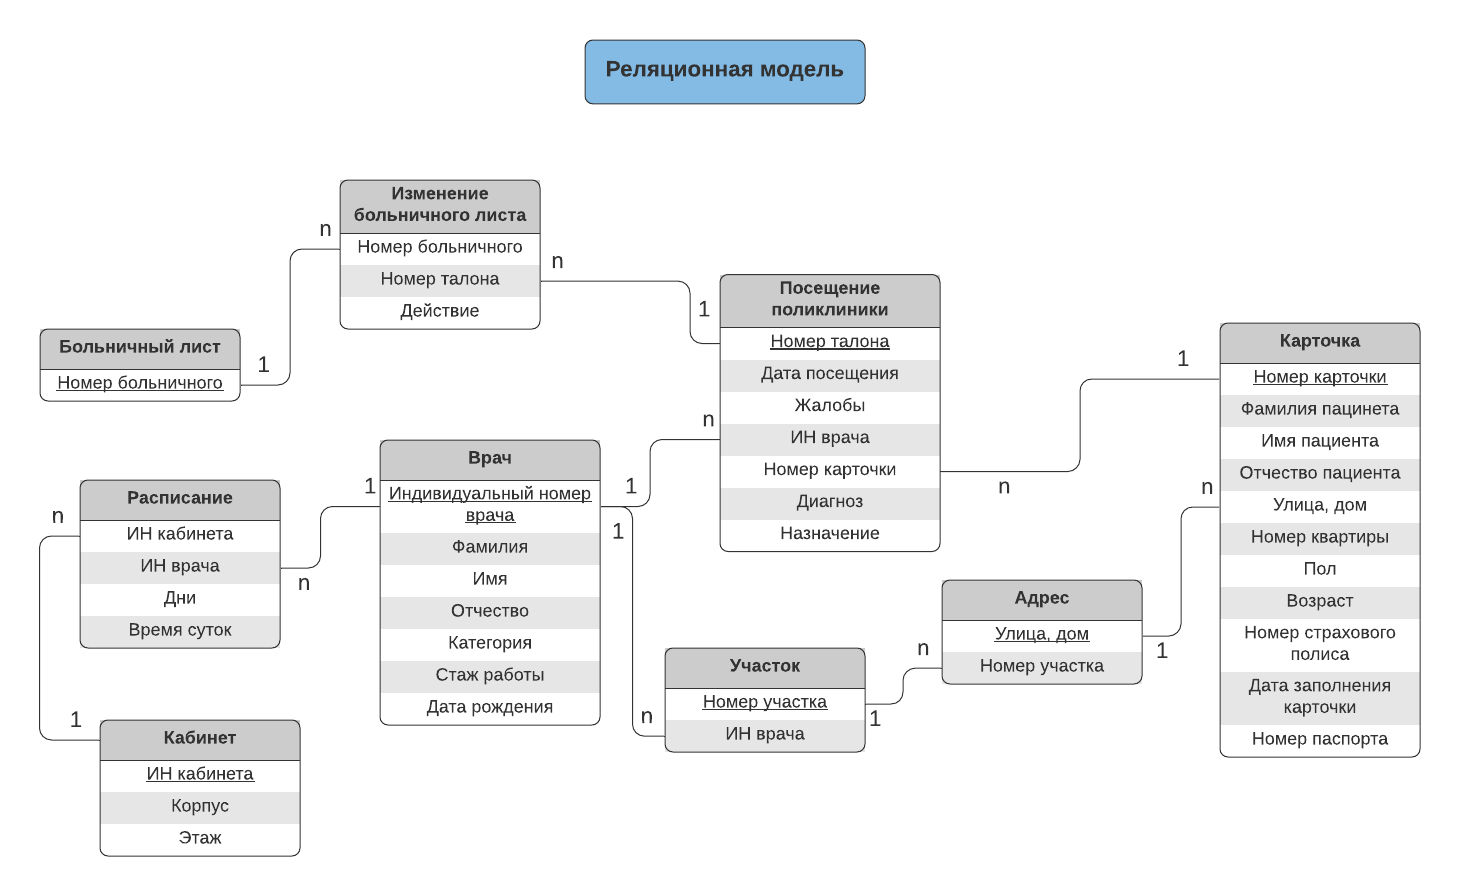 Реляционная модель
Изменение
больничного листа
n
Номер больничного
n
Номер талона
Действие
Больничный лист
1
Номер больничного
Посещение
поликлиники
1
Номер талона
Дата посещения
Жалобы
n
ИН врача
Номер карточки
n
Диагноз
Назначение
Карточка
1
Номер карточки
Фамилия пацинета
Имя пациента
Отчество пациента
n
Улица, дом
Номер квартиры
Пол
Возраст
Номер страхового
полиса
Дата заполнения
карточки
Номер паспорта
Врач
1
1
1
Индивидуальный номер
врача
Фамилия
Имя
Отчество
Категория
Стаж работы
Дата рождения
Расписание
n
ИН кабинета
ИН врача
n
Дни
Время суток
Адрес
Улица, дом
1
n
Номер участка
Участок
Номер участка
1
n
ИН врача
1
Кабинет
ИН кабинета
Корпус
Этаж